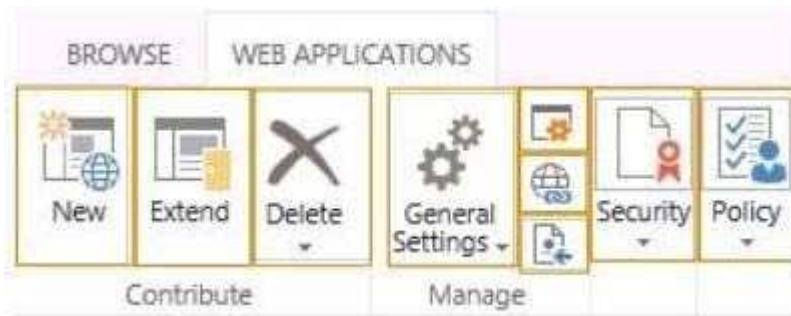 BROWSE
WEB APPLICATIONS
New
Extend
Delete
General
Settings
Security
Policy
Contribute
Manage